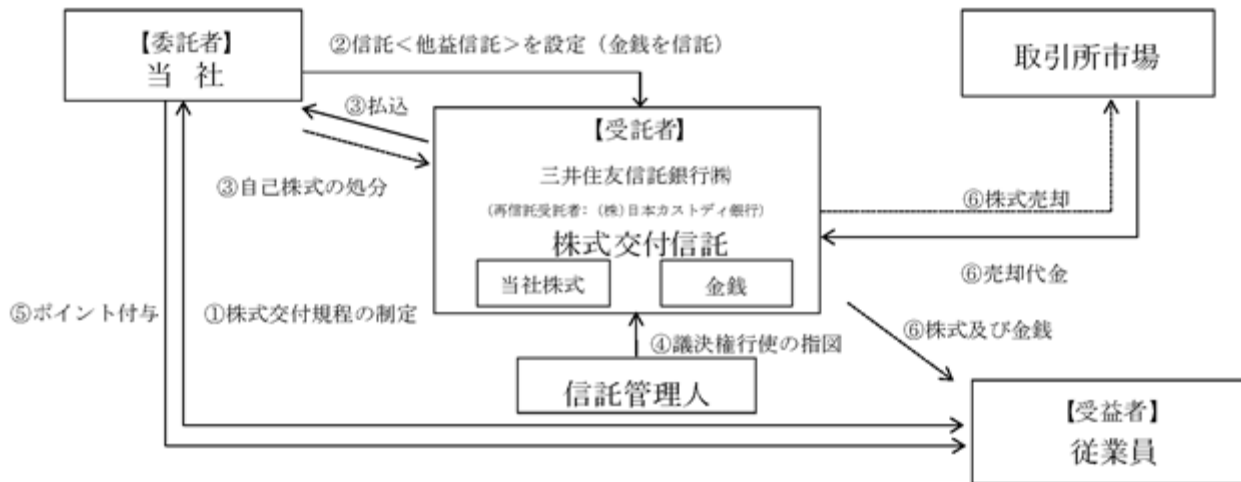 【委託者】
当 社
②信託＜他益信託＞を設定（金銭を信託）
取引所市場
③払込
③自己株式の処分
【受託者】
三井住友信託銀行㈱
(再信託受託者：(株)日本カストディ銀行)
株式交付信託
当社株式
金銭
⑥株式売却
⑥売却代金
⑤ポイント付与
①株式交付規程の制定
④議決権行使の指図
⑥株式及び金銭
信託管理人
【受益者】
従業員